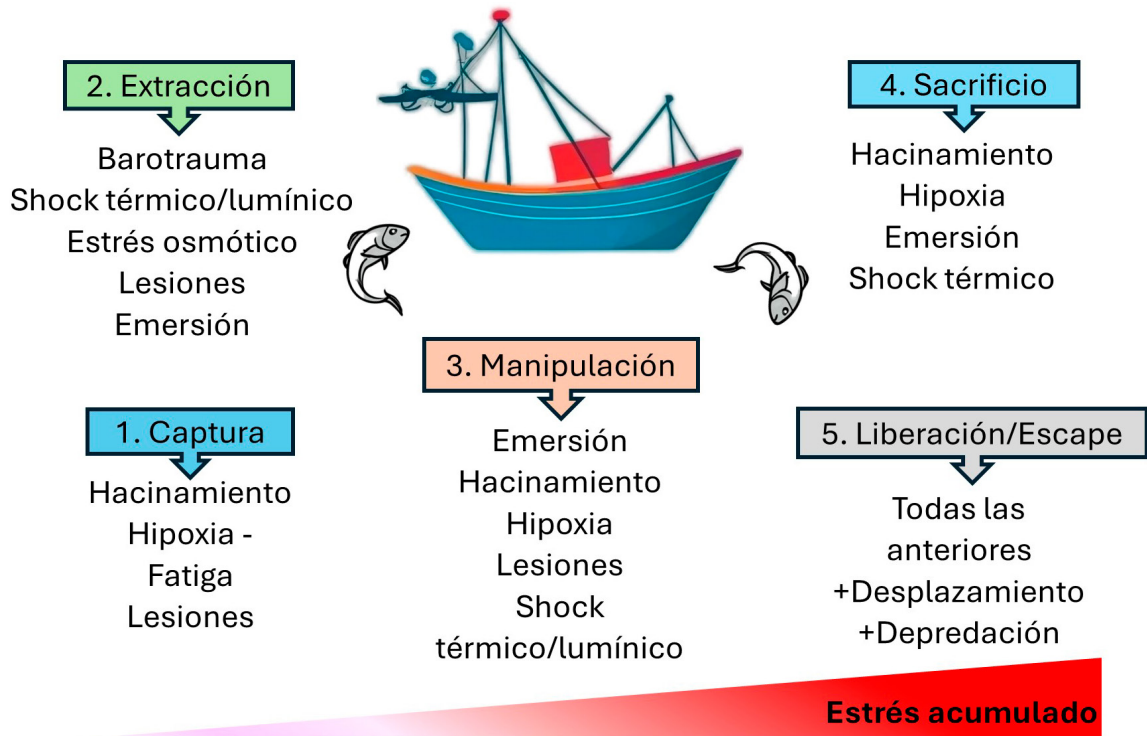 2. Extracción
Barotrauma
Shock térmico/lumínico
Estrés osmótico
Lesiones
Emersión
4. Sacrificio
Hacinamiento
Hipoxia
Emersión
Shock térmico
3. Manipulación
Emersión
Hacinamiento
Hipoxia
Lesiones
Shock
térmico/lumínico
1. Captura
Hacinamiento
Hipoxia -
Fatiga
Lesiones
5. Liberación/Escape
Todas las
anteriores
+Desplazamiento
+Depredación
Estrés acumulado